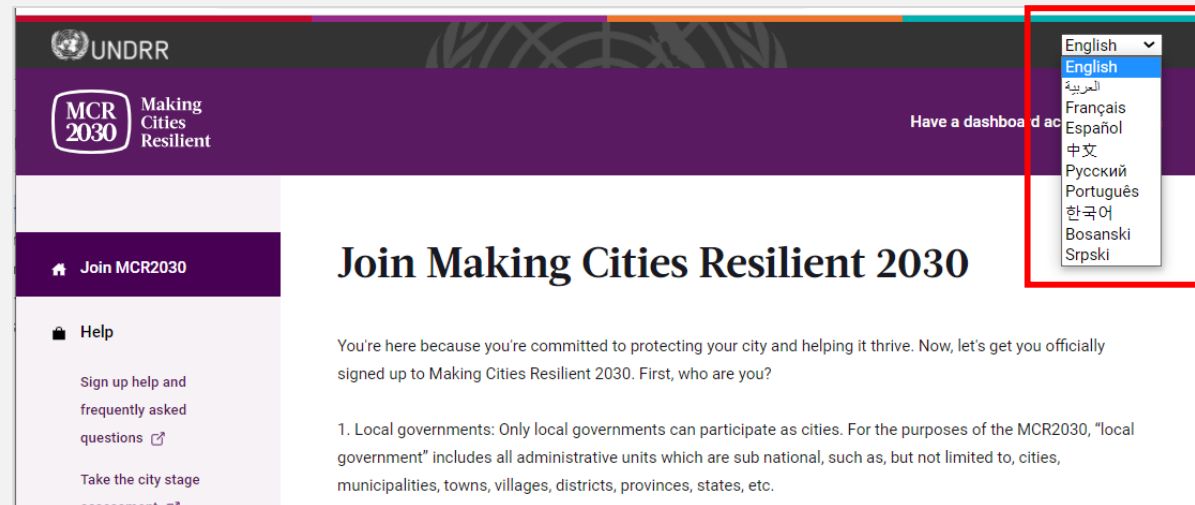 UNDRR
English
English
العربية
Français
Español
中文
Русский
Português
한국어
Bosanski
Srpski
MCR
2030
Making
Cities
Resilient
Have a dashboard
Join MCR2030
Help
Sign up help and
frequently asked
questions
Take the city stage
Join Making Cities Resilient 2030
You're here because you're committed to protecting your city and helping it thrive. Now, let's get you officially
signed up to Making Cities Resilient 2030. First, who are you?
1. Local governments: Only local governments can participate as cities. For the purposes of the MCR2030, “local
government” includes all administrative units which are sub national, such as, but not limited to, cities,
municipalities, towns, villages, districts, provinces, states, etc.